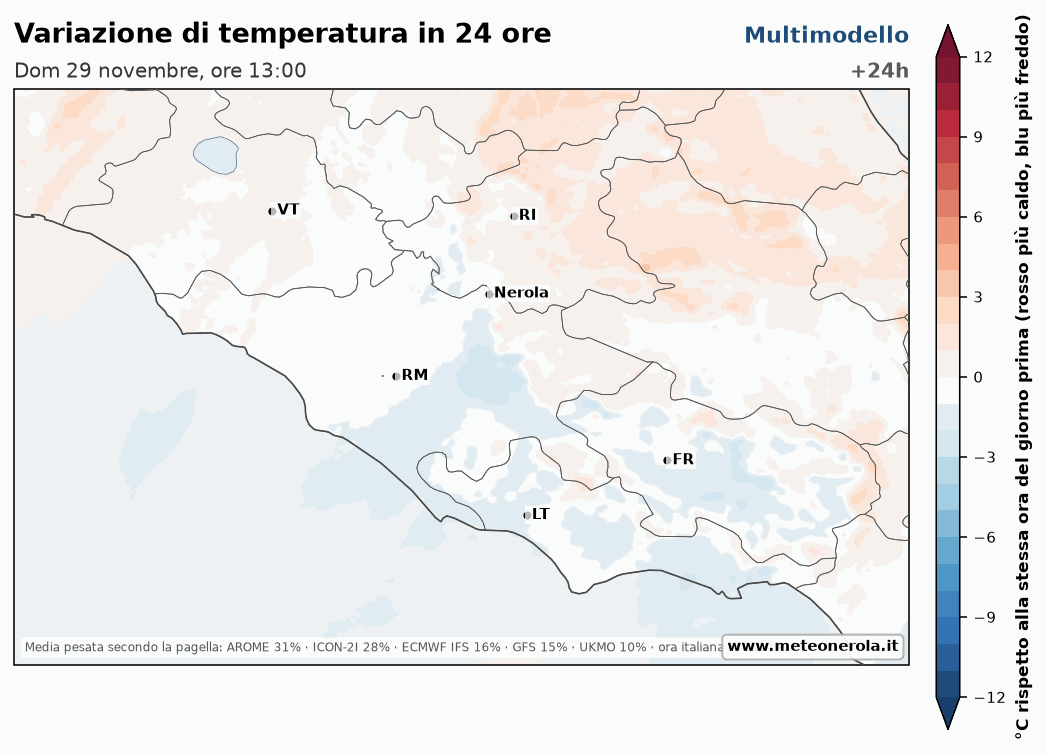 Variazione di temperatura in 24 ore
Multimodello
Dom 29 novembre, ore 13:00
+24h
VT
RI
Nerola
RM
FR
LT
Media pesata secondo la pagella: AROME 31% · ICON-2I 28% · ECMWF IFS 16% · GFS 15% · UKMO 10% · ora italiana
www.meteonerola.it
12
9
6
3
0
−3
−6
−9
−12
°C rispetto alla stessa ora del giorno prima (rosso più caldo, blu più freddo)